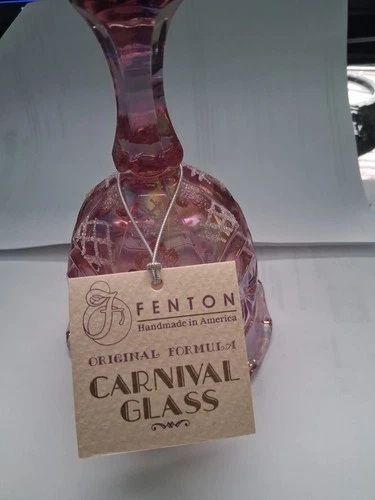 FENTON
Handmade in America
ORIGINAL FORMULA
CARNIVAL
GLASS